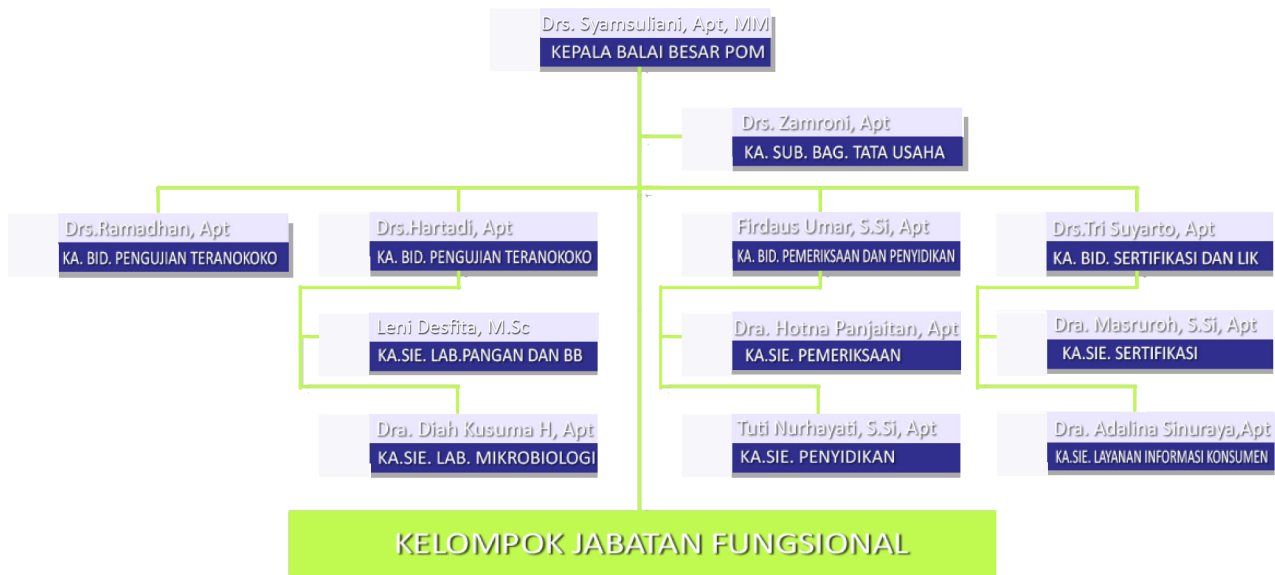 Drs. Syamsuliani, Apt, MM
KEPALA BALAI BESAR POM
Drs. Zamroni, Apt
KA. SUB. BAG. TATA USAHA
Drs.Ramadhan, Apt
KA. BID. PENGUJIAN TERANOKOKO
Drs.Hartadi, Apt
KA. BID. PENGUJIAN TERANOKOKO
Firdaus Umar, S.Si, Apt
KA. BID. PEMERIKSAAN DAN PENYIDIKAN
Drs.Tri Suyarto, Apt
KA. BID. SERTIFIKASI DAN LIK
Leni Desfita, M.Sc
KA.SIE. LAB.PANGAN DAN BB
Dra. Hotna Panjaitan, Apt
KA.SIE. PEMERIKSAAN
Dra. Masruroh, S.Si, Apt
KA.SIE. SERTIFIKASI
Dra. Diah Kusuma H, Apt
KA.SIE. LAB. MIKROBIOLOGI
Tuti Nurhayati, S.Si, Apt
KA.SIE. PENYIDIKAN
Dra. Adalina Sinuraya,Apt
KA.SIE. LAYANAN INFORMASI KONSUMEN
KELOMPOK JABATAN FUNGSIONAL